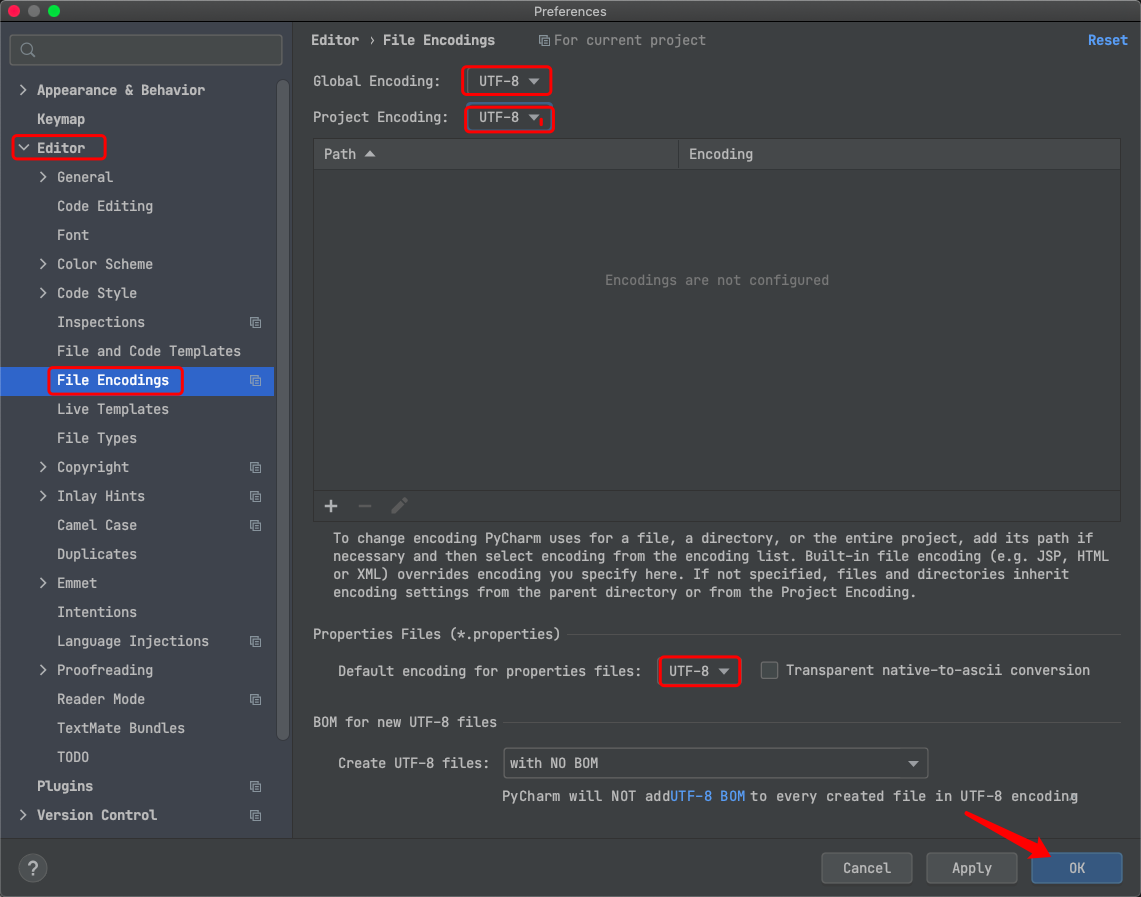 Preferences
Appearance & Behavior
Keymap
Editor
General
Code Editing
Font
Color Scheme
Code Style
Inspections
File and Code Templates
File Encodings
Live Templates
File Types
Copyright
Inlay Hints
Camel Case
Duplicates
Emmet
Intentions
Language Injections
Proofreading
Reader Mode
TextMate Bundles
TODO
Plugins
Version Control
Editor › File Encodings For current project Reset
Global Encoding: UTF-8
Project Encoding: UTF-8
Path Encoding
Encodings are not configured
To change encoding PyCharm uses for a file, a directory, or the entire project, add its path if
necessary and then select encoding from the encoding list. Built-in file encoding (e.g. JSP, HTML
or XML) overrides encoding you specify here. If not specified, files and directories inherit
encoding settings from the parent directory or from the Project Encoding.
Properties Files (*.properties)
Default encoding for properties files: UTF-8 Transparent native-to-ascii conversion
BOM for new UTF-8 files
Create UTF-8 files: with NO BOM
PyCharm will NOT add UTF-8 BOM to every created file in UTF-8 encoding
? Cancel Apply OK